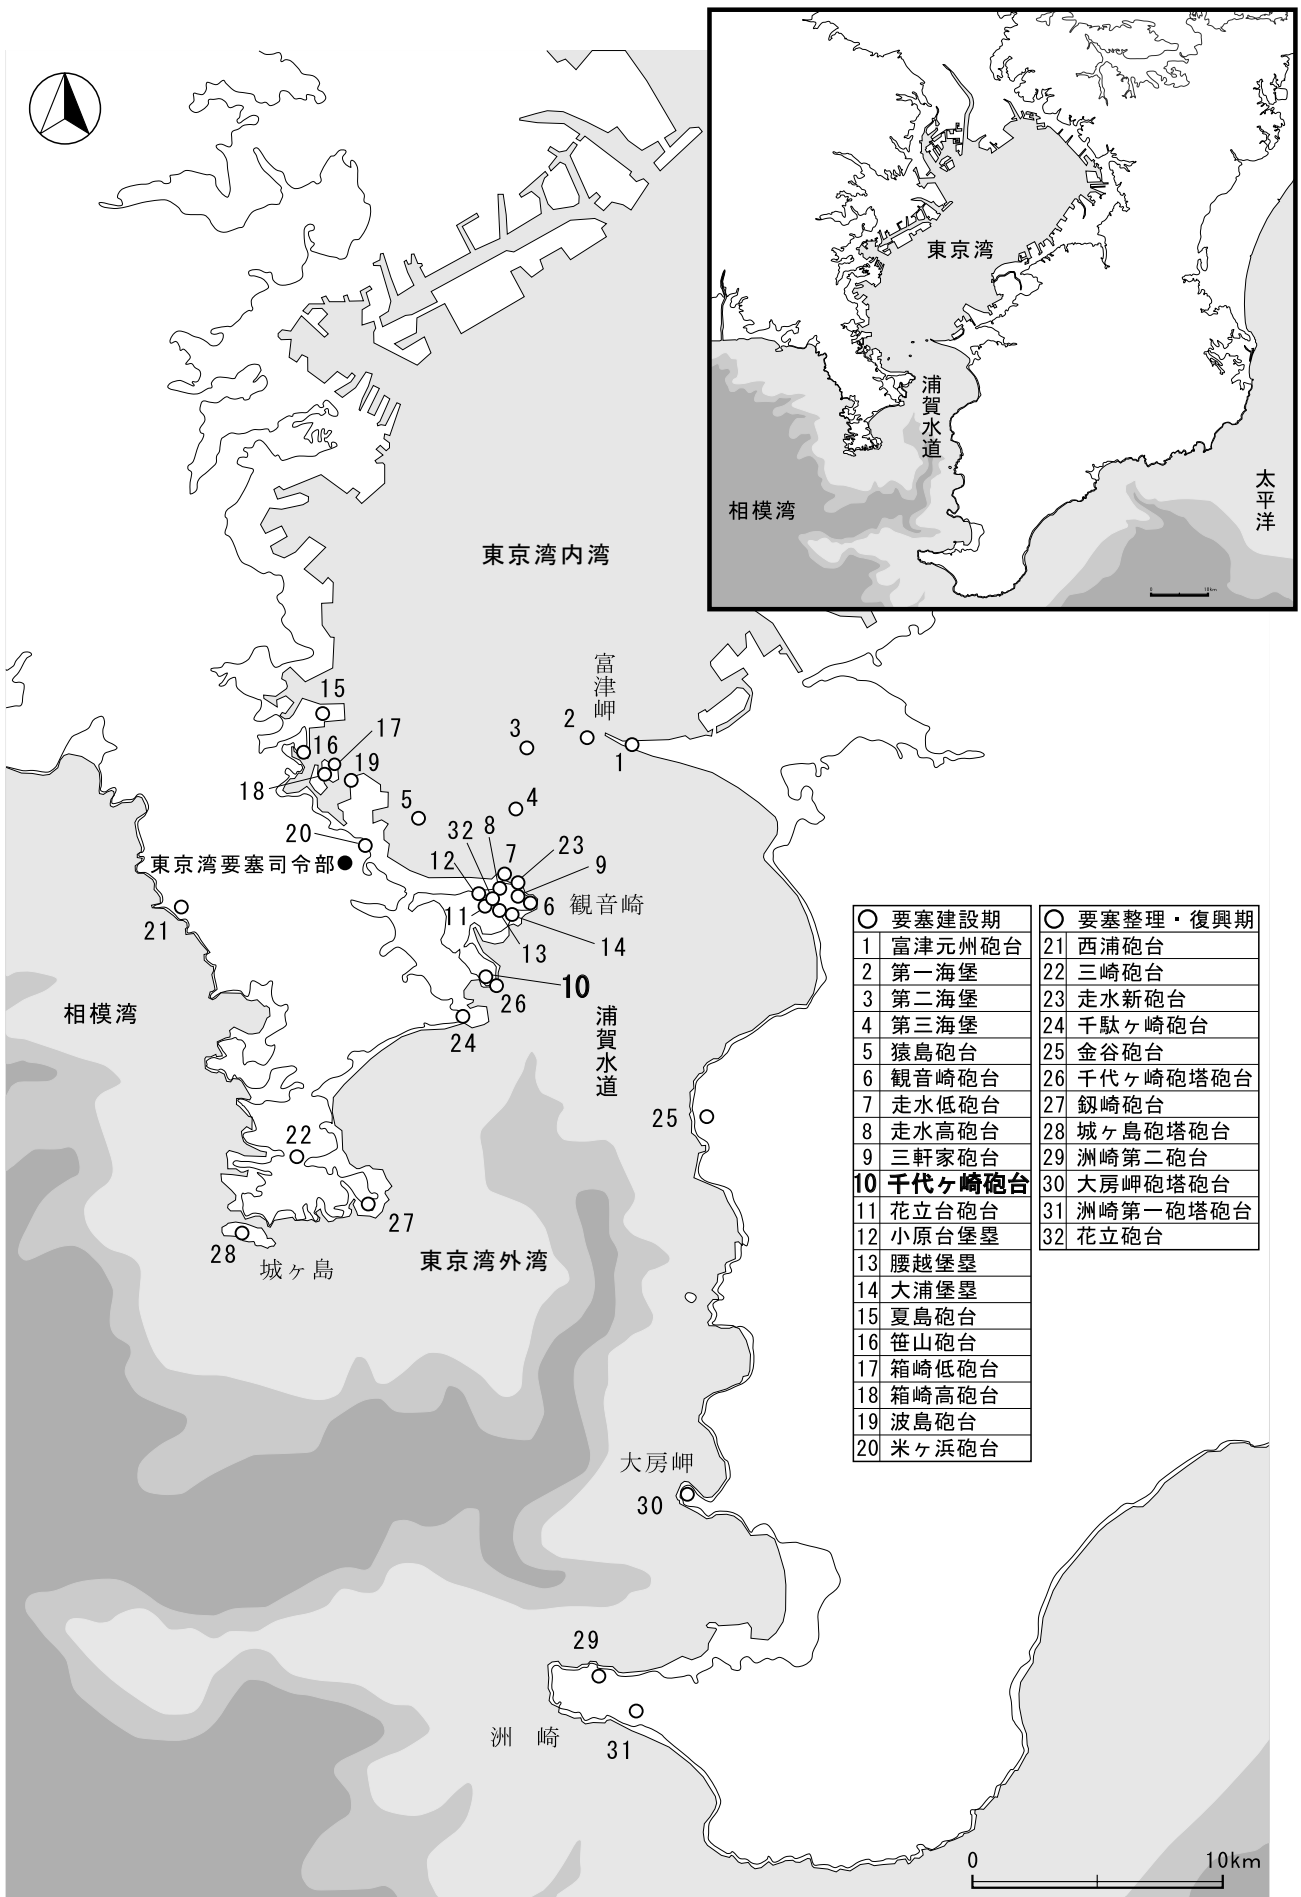 東京湾
浦賀水道
相模湾
太平洋
0 10km
東京湾内湾
富津岬
15
16
17
18
19
3
2
1
5
4
20
東京湾要塞司令部
32
8
7
23
9
12
6
観音崎
11
13
14
21
10
26
24
相模湾
浦賀水道
25
22
27
28
城ヶ島
東京湾外湾
大房岬
30
29
洲崎
31
○ 要塞建設期
1 富津元州砲台
2 第一海堡
3 第二海堡
4 第三海堡
5 猿島砲台
6 観音崎砲台
7 走水低砲台
8 走水高砲台
9 三軒家砲台
10 千代ヶ崎砲台
11 花立台砲台
12 小原台堡塁
13 腰越堡塁
14 大浦堡塁
15 夏島砲台
16 笹山砲台
17 箱崎低砲台
18 箱崎高砲台
19 波島砲台
20 米ヶ浜砲台
○ 要塞整理・復興期
21 西浦砲台
22 三崎砲台
23 走水新砲台
24 千駄ヶ崎砲台
25 金谷砲台
26 千代ヶ崎砲塔砲台
27 剱崎砲台
28 城ヶ島砲塔砲台
29 洲崎第二砲台
30 大房岬砲塔砲台
31 洲崎第一砲塔砲台
32 花立砲台
0 10km